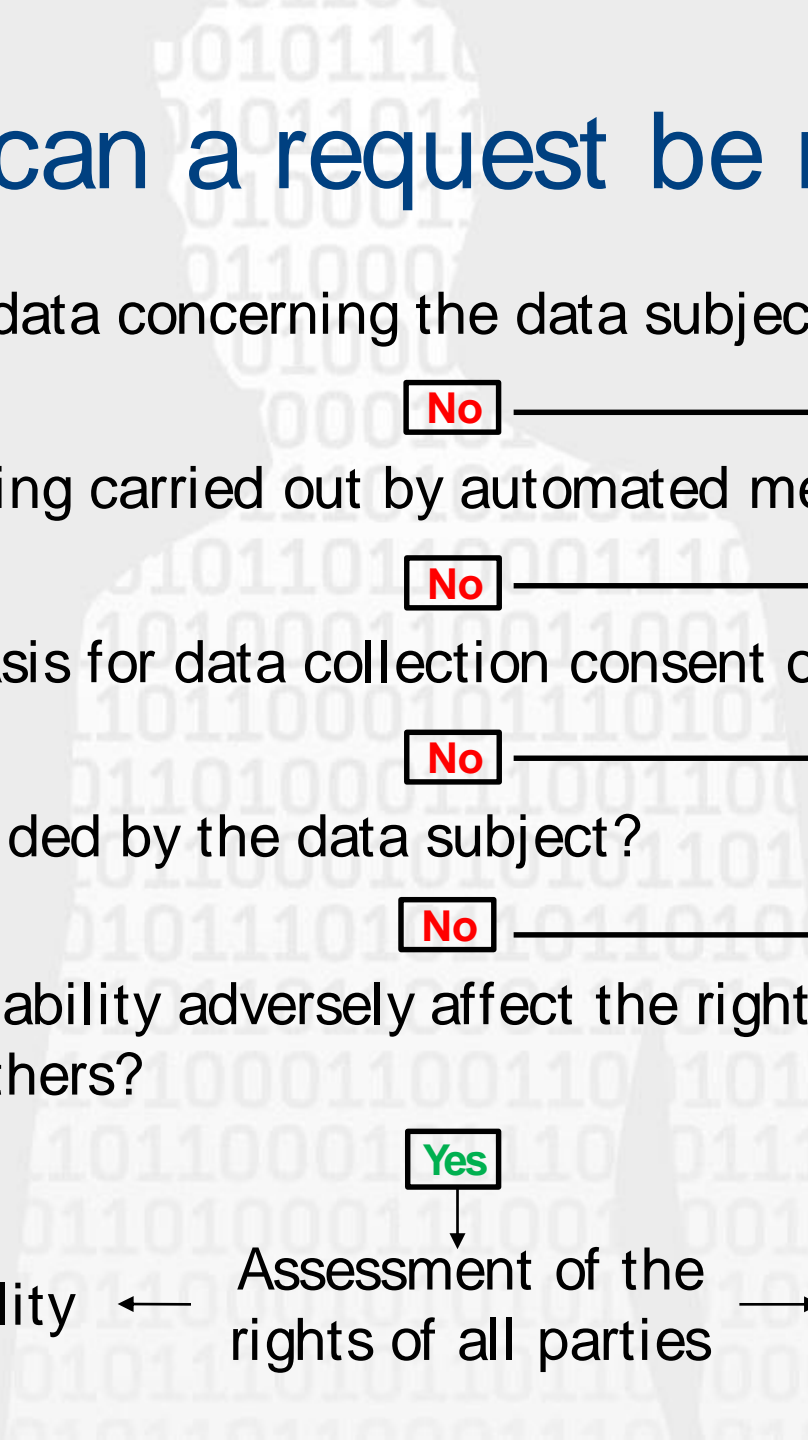 can a request be
data concerning the data subjec
No
ing carried out by automated me
No
sis for data collection consent
No
ded by the data subject?
No
ability adversely affect the right
thers?
Yes
Assessment of the
lity
rights of all parties